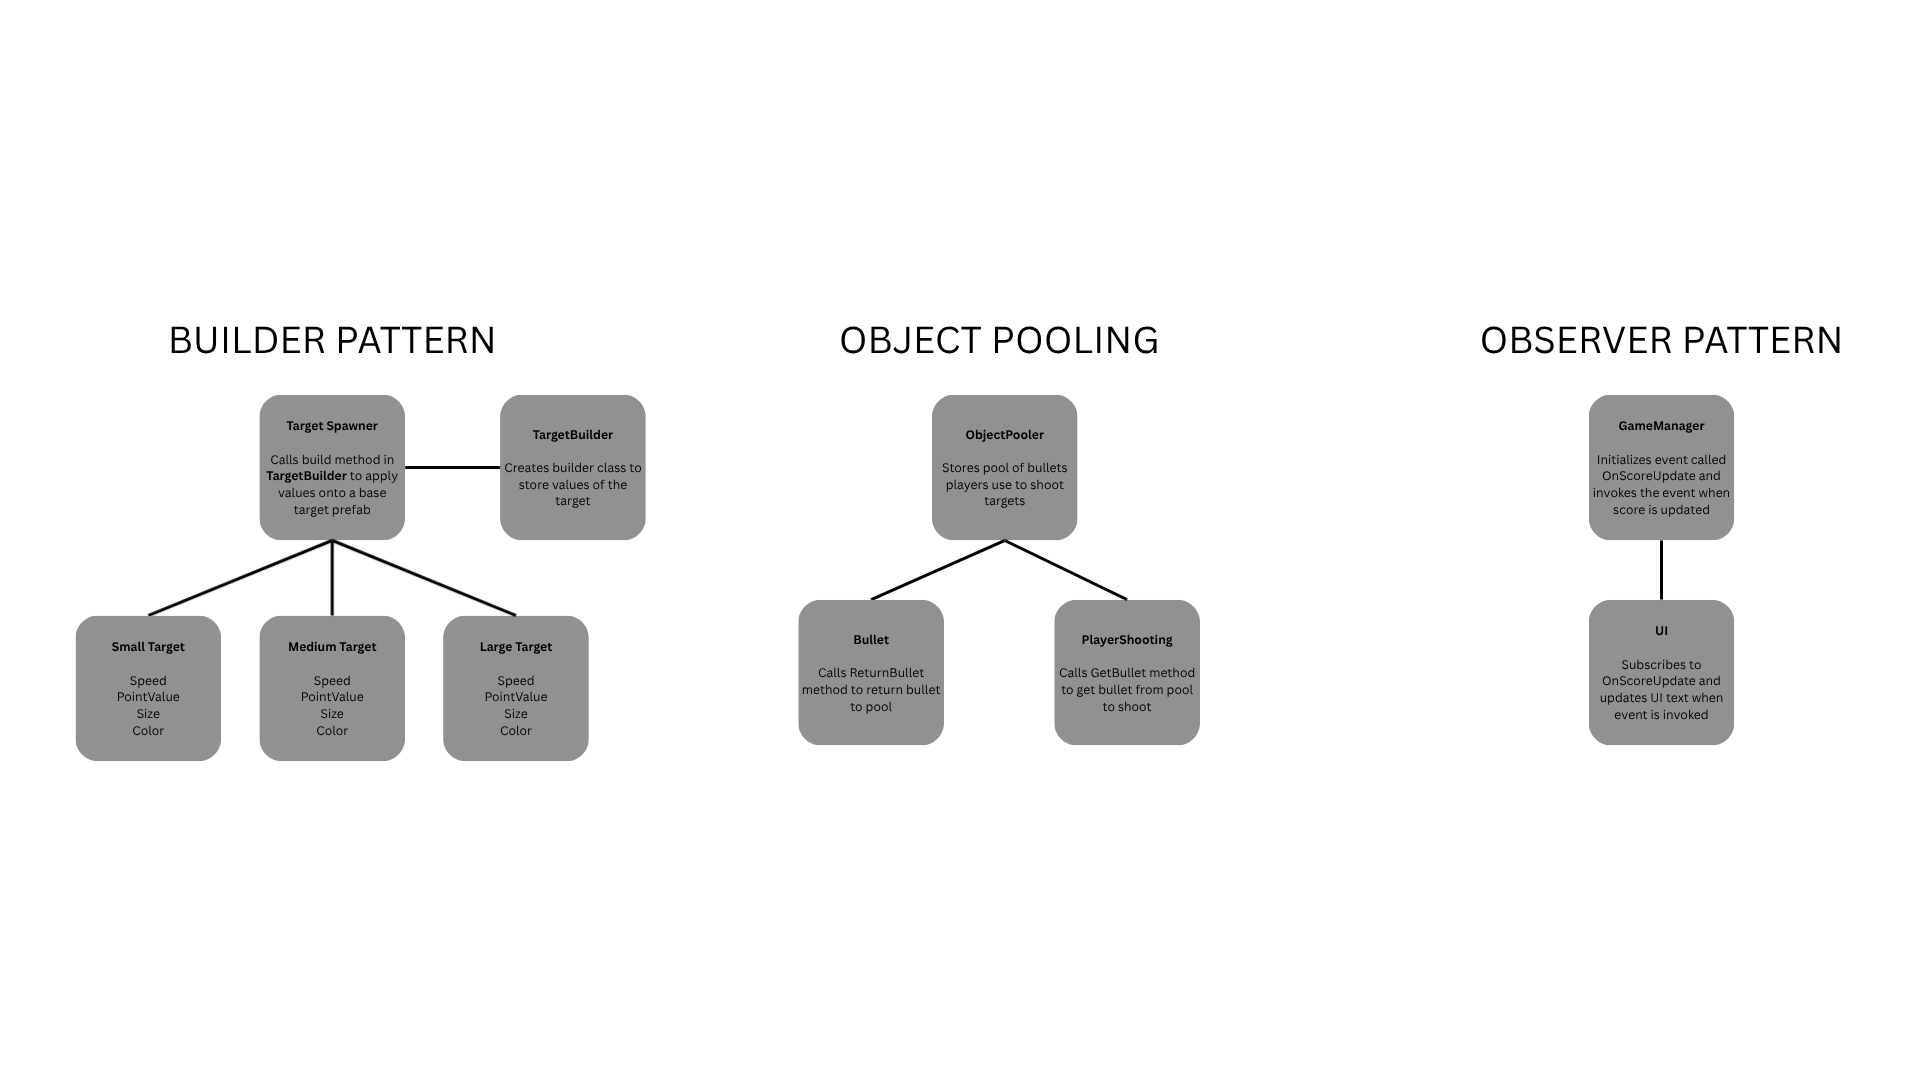 BUILDER PATTERN
Target Spawner
Calls build method in
TargetBuilder to apply
values onto a base
target prefab
TargetBuilder
Creates builder class to
store values of the
target
Small Target
Speed
PointValue
Size
Color
Medium Target
Speed
PointValue
Size
Color
Large Target
Speed
PointValue
Size
Color
OBJECT POOLING
ObjectPooler
Stores pool of bullets
players use to shoot
targets
Bullet
Calls ReturnBullet
method to return bullet
to pool
PlayerShooting
Calls GetBullet method
to get bullet from pool
to shoot
OBSERVER PATTERN
GameManager
Initializes event called
OnScoreUpdate and
invokes the event when
score is updated
UI
Subscribes to
OnScoreUpdate and
updates UI text when
event is invoked